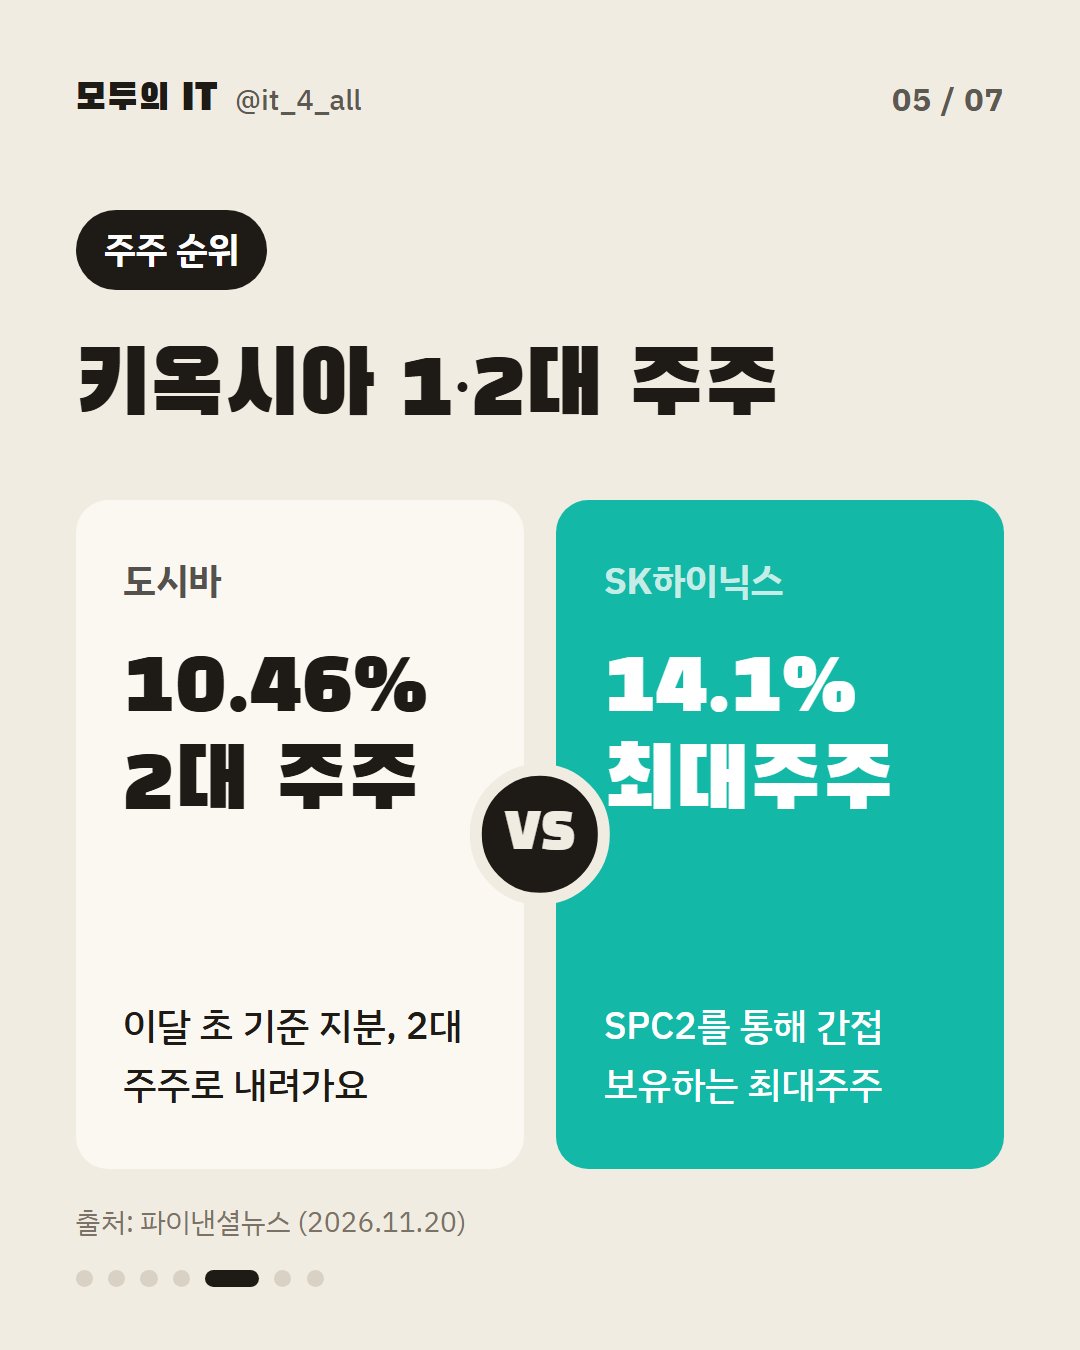 모두의 IT @it_4_all
05 / 07
주주 순위
키옥시아 1·2대 주주
도시바
10.46%
2대 주주
이달 초 기준 지분, 2대
주주로 내려가요
VS
SK하이닉스
14.1%
최대주주
SPC2를 통해 간접
보유하는 최대주주
출처: 파이낸셜뉴스 (2026.11.20)